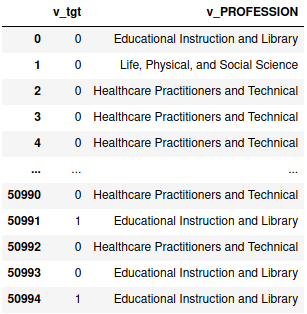 v_tgt v_PROFESSION
0 0 Educational Instruction and Library
1 0 Life, Physical, and Social Science
2 0 Healthcare Practitioners and Technical
3 0 Healthcare Practitioners and Technical
4 0 Healthcare Practitioners and Technical
... ... ...
50990 0 Healthcare Practitioners and Technical
50991 1 Educational Instruction and Library
50992 0 Healthcare Practitioners and Technical
50993 0 Educational Instruction and Library
50994 1 Educational Instruction and Library